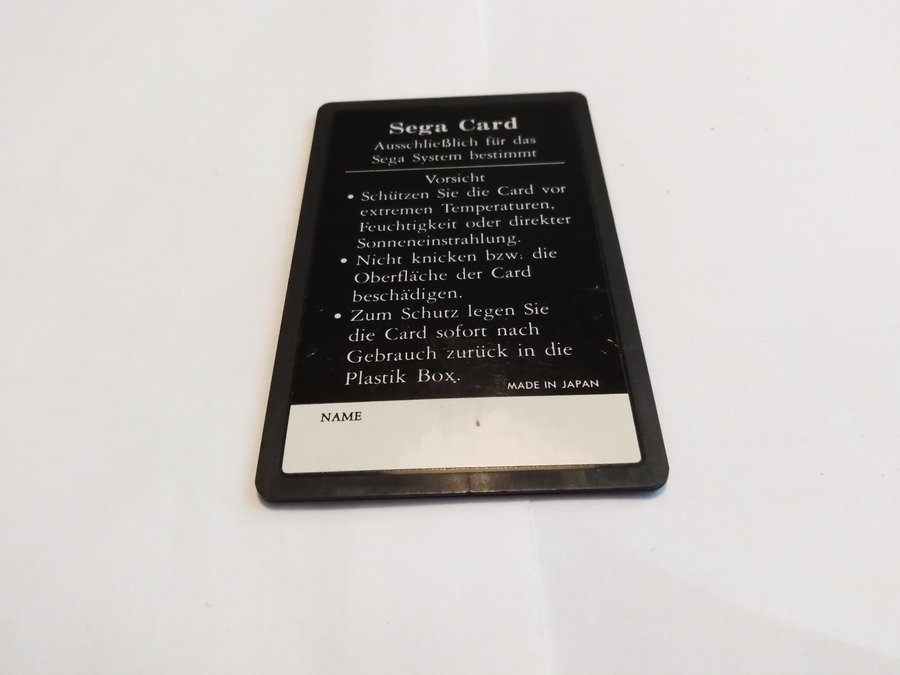 Sega Card
Ausschließlich für das
Sega System bestimmt
Vorsicht
• Schützen Sie die Card vor
extremen Temperaturen,
Feuchtigkeit oder direkter
Sonneneinstrahlung.
• Nicht knicken bzw. die
Oberfläche der Card
beschädigen.
• Zum Schutz legen Sie
die Card sofort nach
Gebrauch zurück in die
Plastik Box.
MADE IN JAPAN
NAME